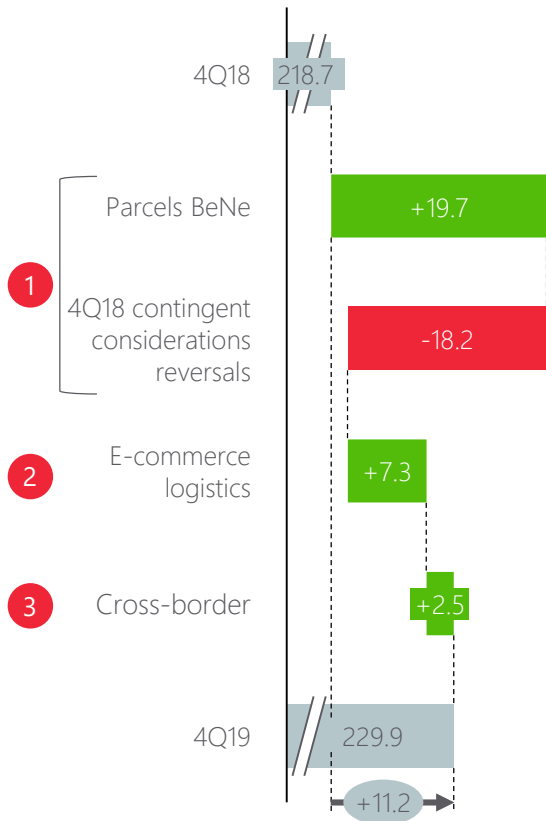 4Q18
218.7
Parcels BeNe
+19.7
1
4Q18 contingent
considerations
reversals
-18.2
2
E-commerce
logistics
+7.3
3
Cross-border
+2.5
4Q19
229.9
+11.2